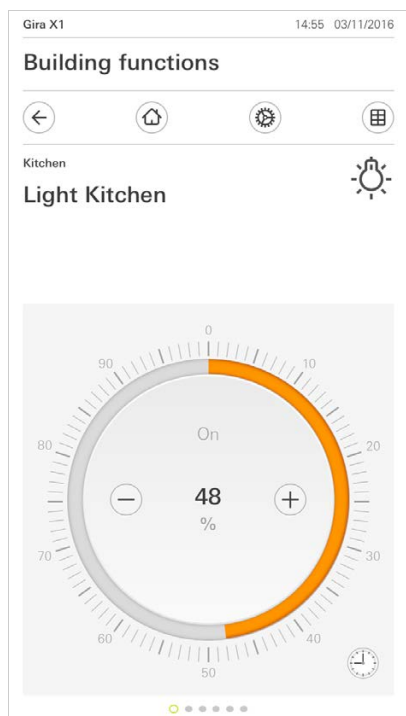 Gira X1 14:55 03/11/2016
Building functions
Kitchen
Light Kitchen
0
90 10
On
80 20
48
%
70 30
60 40
50